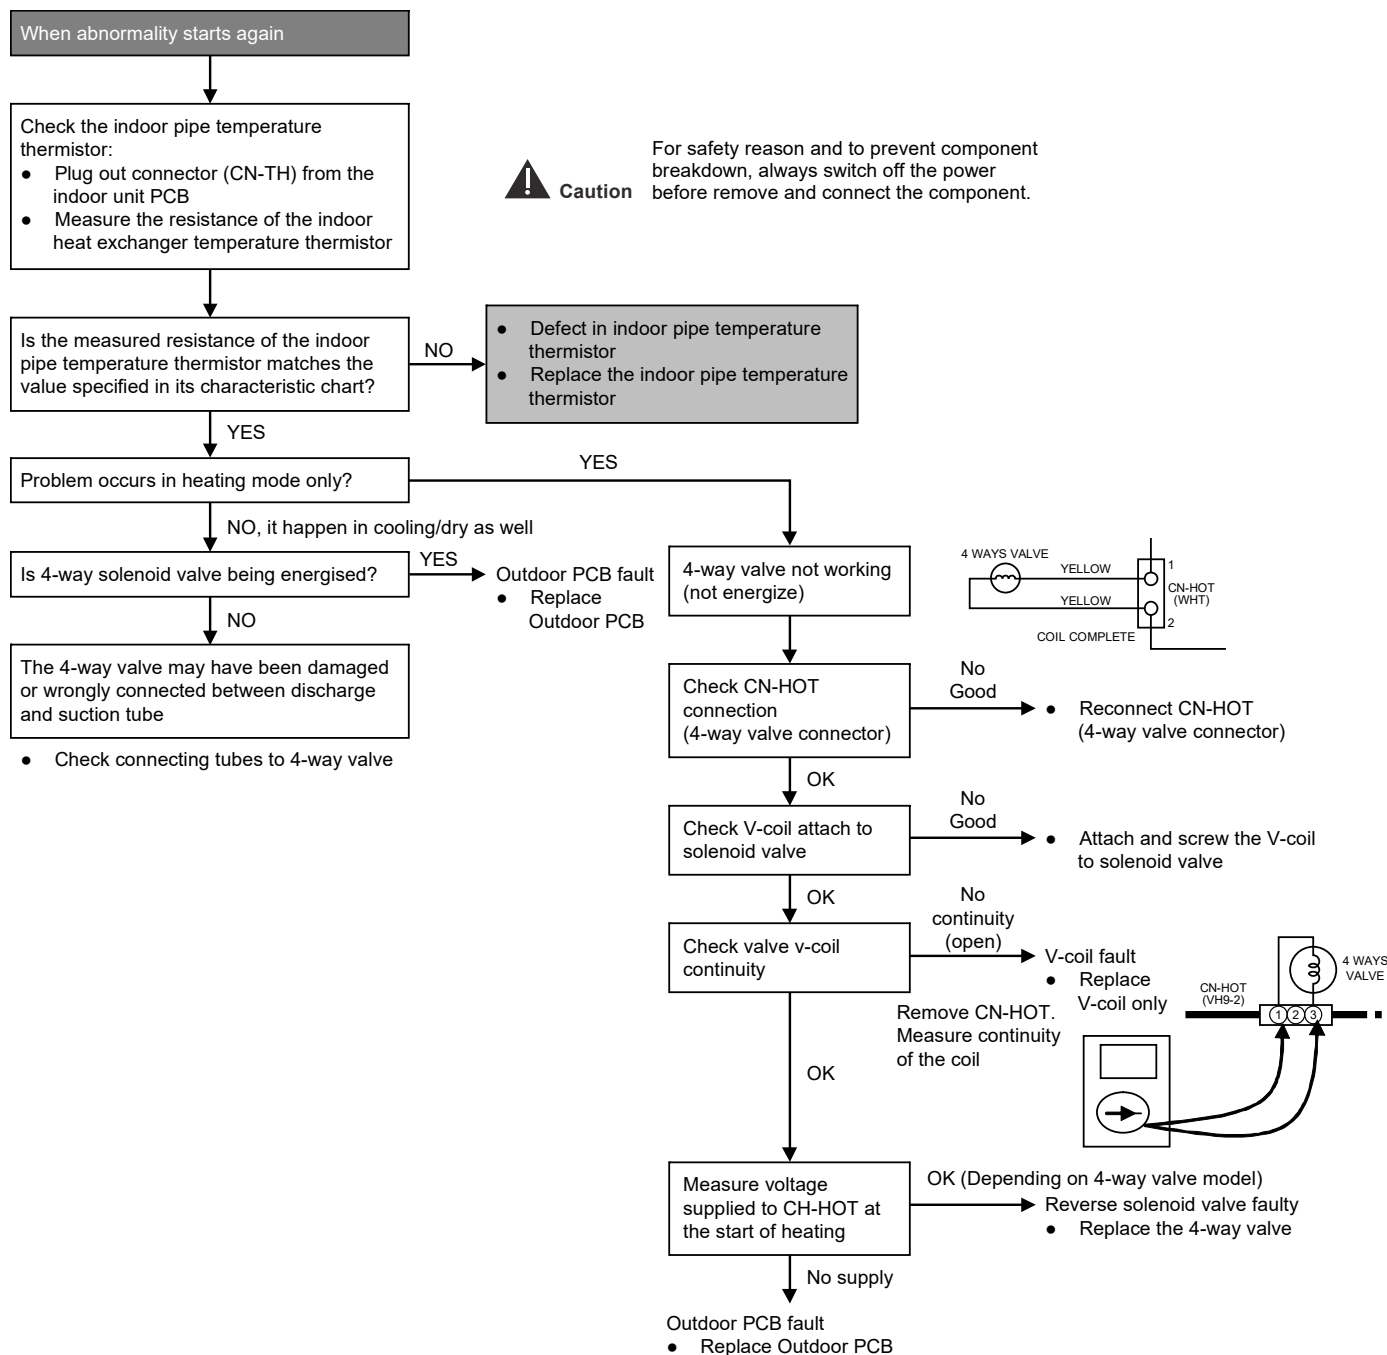 When abnormality starts again
Check the indoor pipe temperature
thermistor:
● Plug out connector (CN-TH) from the
indoor unit PCB
● Measure the resistance of the indoor
heat exchanger temperature thermistor
Caution
For safety reason and to prevent component
breakdown, always switch off the power
before remove and connect the component.
Is the measured resistance of the indoor
pipe temperature thermistor matches the
value specified in its characteristic chart?
NO
● Defect in indoor pipe temperature
thermistor
● Replace the indoor pipe temperature
thermistor
YES
Problem occurs in heating mode only?
YES
NO, it happen in cooling/dry as well
Is 4-way solenoid valve being energised?
YES
Outdoor PCB fault
● Replace
Outdoor PCB
NO
The 4-way valve may have been damaged
or wrongly connected between discharge
and suction tube
● Check connecting tubes to 4-way valve
4-way valve not working
(not energize)
4 WAYS VALVE
YELLOW
YELLOW
1
CN-HOT
(WHT)
2
COIL COMPLETE
Check CN-HOT
connection
(4-way valve connector)
No
Good
● Reconnect CN-HOT
(4-way valve connector)
OK
Check V-coil attach to
solenoid valve
No
Good
● Attach and screw the V-coil
to solenoid valve
OK
Check valve v-coil
continuity
No
continuity
(open)
V-coil fault
● Replace
V-coil only
Remove CN-HOT.
Measure continuity
of the coil
4 WAYS
VALVE
CN-HOT
(VH9-2)
1 2 3
OK
Measure voltage
supplied to CH-HOT at
the start of heating
OK (Depending on 4-way valve model)
Reverse solenoid valve faulty
● Replace the 4-way valve
No supply
Outdoor PCB fault
● Replace Outdoor PCB